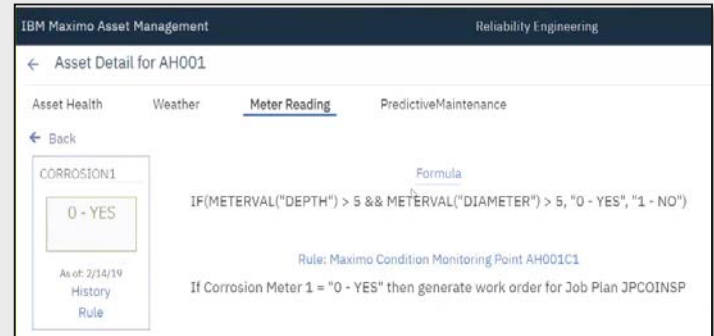 IBM Maximo Asset Management Reliability Engineering
← Asset Detail for AH001
Asset Health Weather Meter Reading PredictiveMaintenance
← Back
CORROSION1
0 - YES
As of: 2/14/19
History
Rule
Formula
IF(METERVAL("DEPTH") > 5 && METERVAL("DIAMETER") > 5, "0 - YES", "1 - NO")
Rule: Maximo Condition Monitoring Point AH001C1
If Corrosion Meter 1 = "0 - YES" then generate work order for Job Plan JPCOINSP